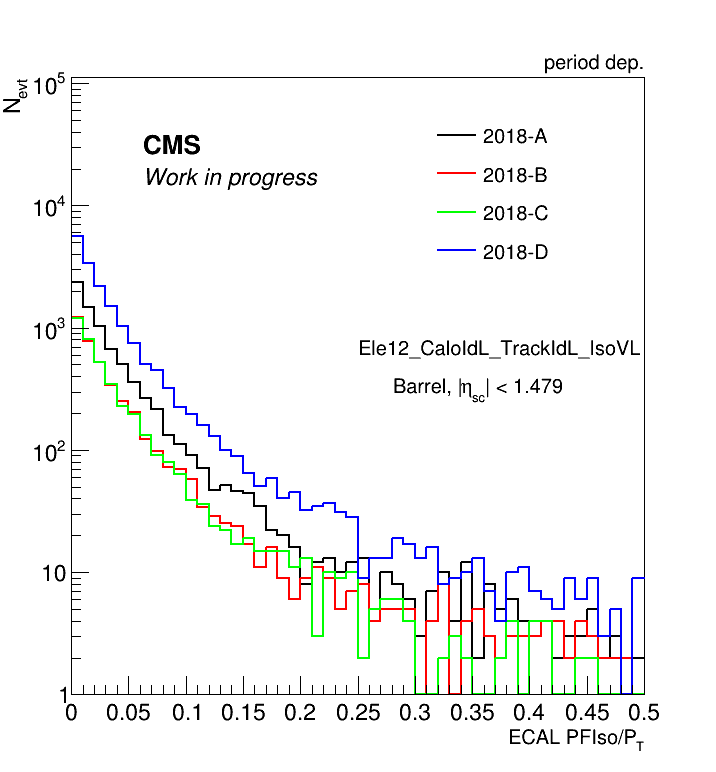 period dep.
N_evt
10^5
10^4
10^3
10^2
10
1
CMS
Work in progress
2018-A
2018-B
2018-C
2018-D
Ele12_CaloIdL_TrackIdL_IsoVL
Barrel, |η_sc| < 1.479
0 0.05 0.1 0.15 0.2 0.25 0.3 0.35 0.4 0.45 0.5
ECAL PFIso/P_T